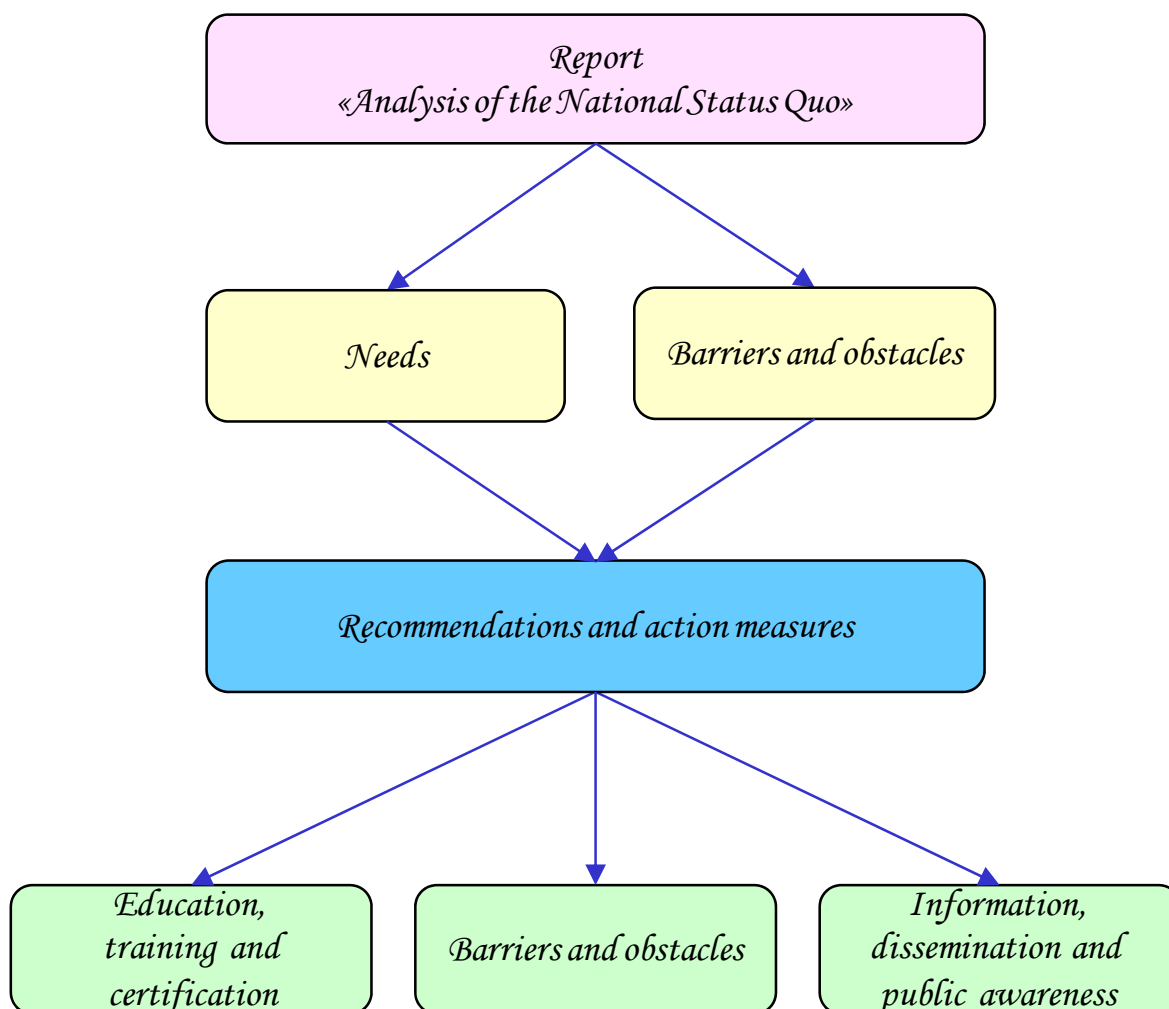 Report
«Analysis of the National Status Quo»
Needs
Barriers and obstacles
Recommendations and action measures
Education,
training and
certification
Barriers and obstacles
Information,
dissemination and
public awareness